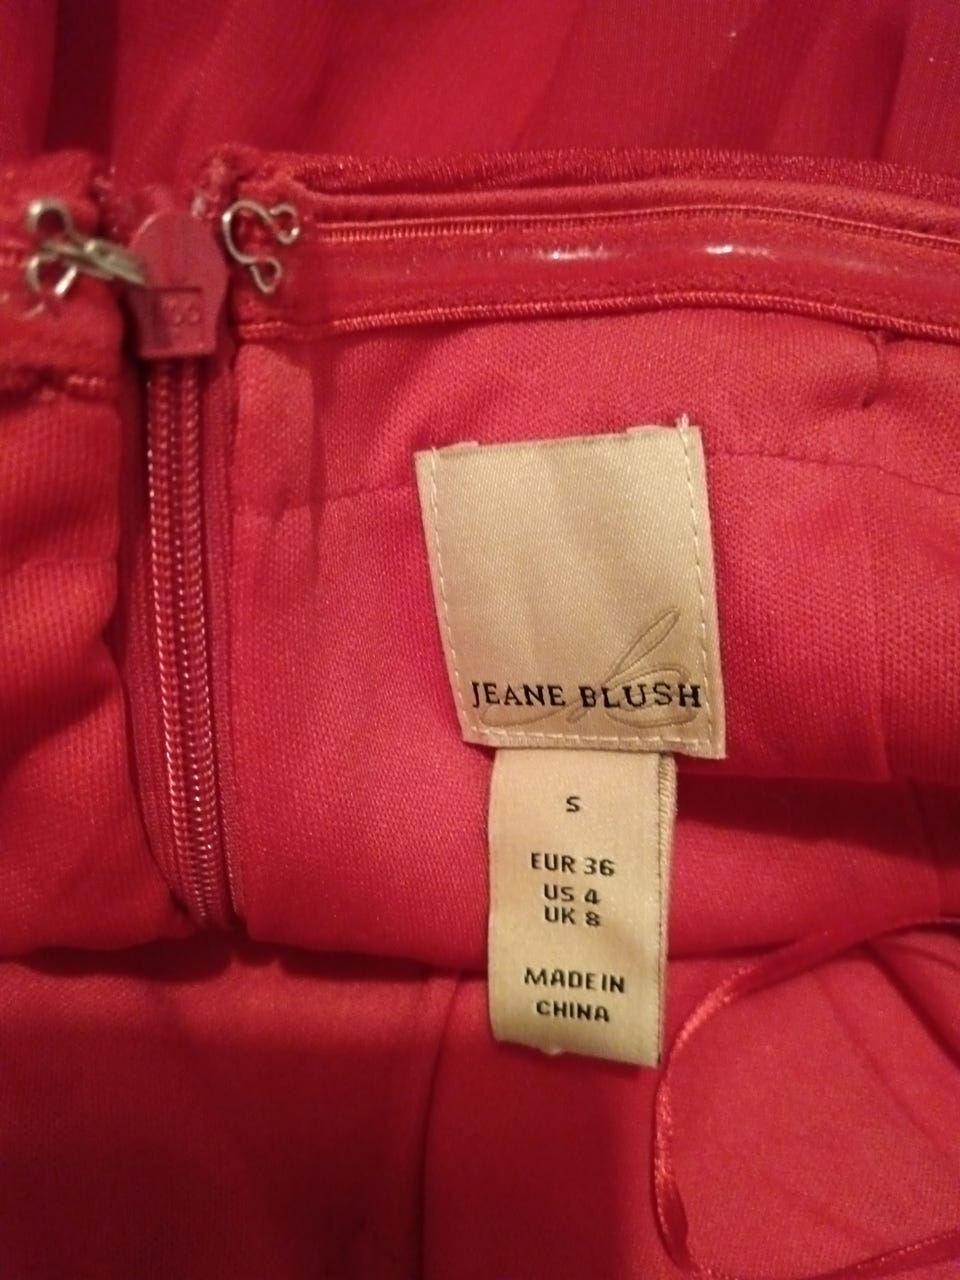 JEANE BLUSH
S
EUR 36
US 4
UK 8
MADE IN
CHINA